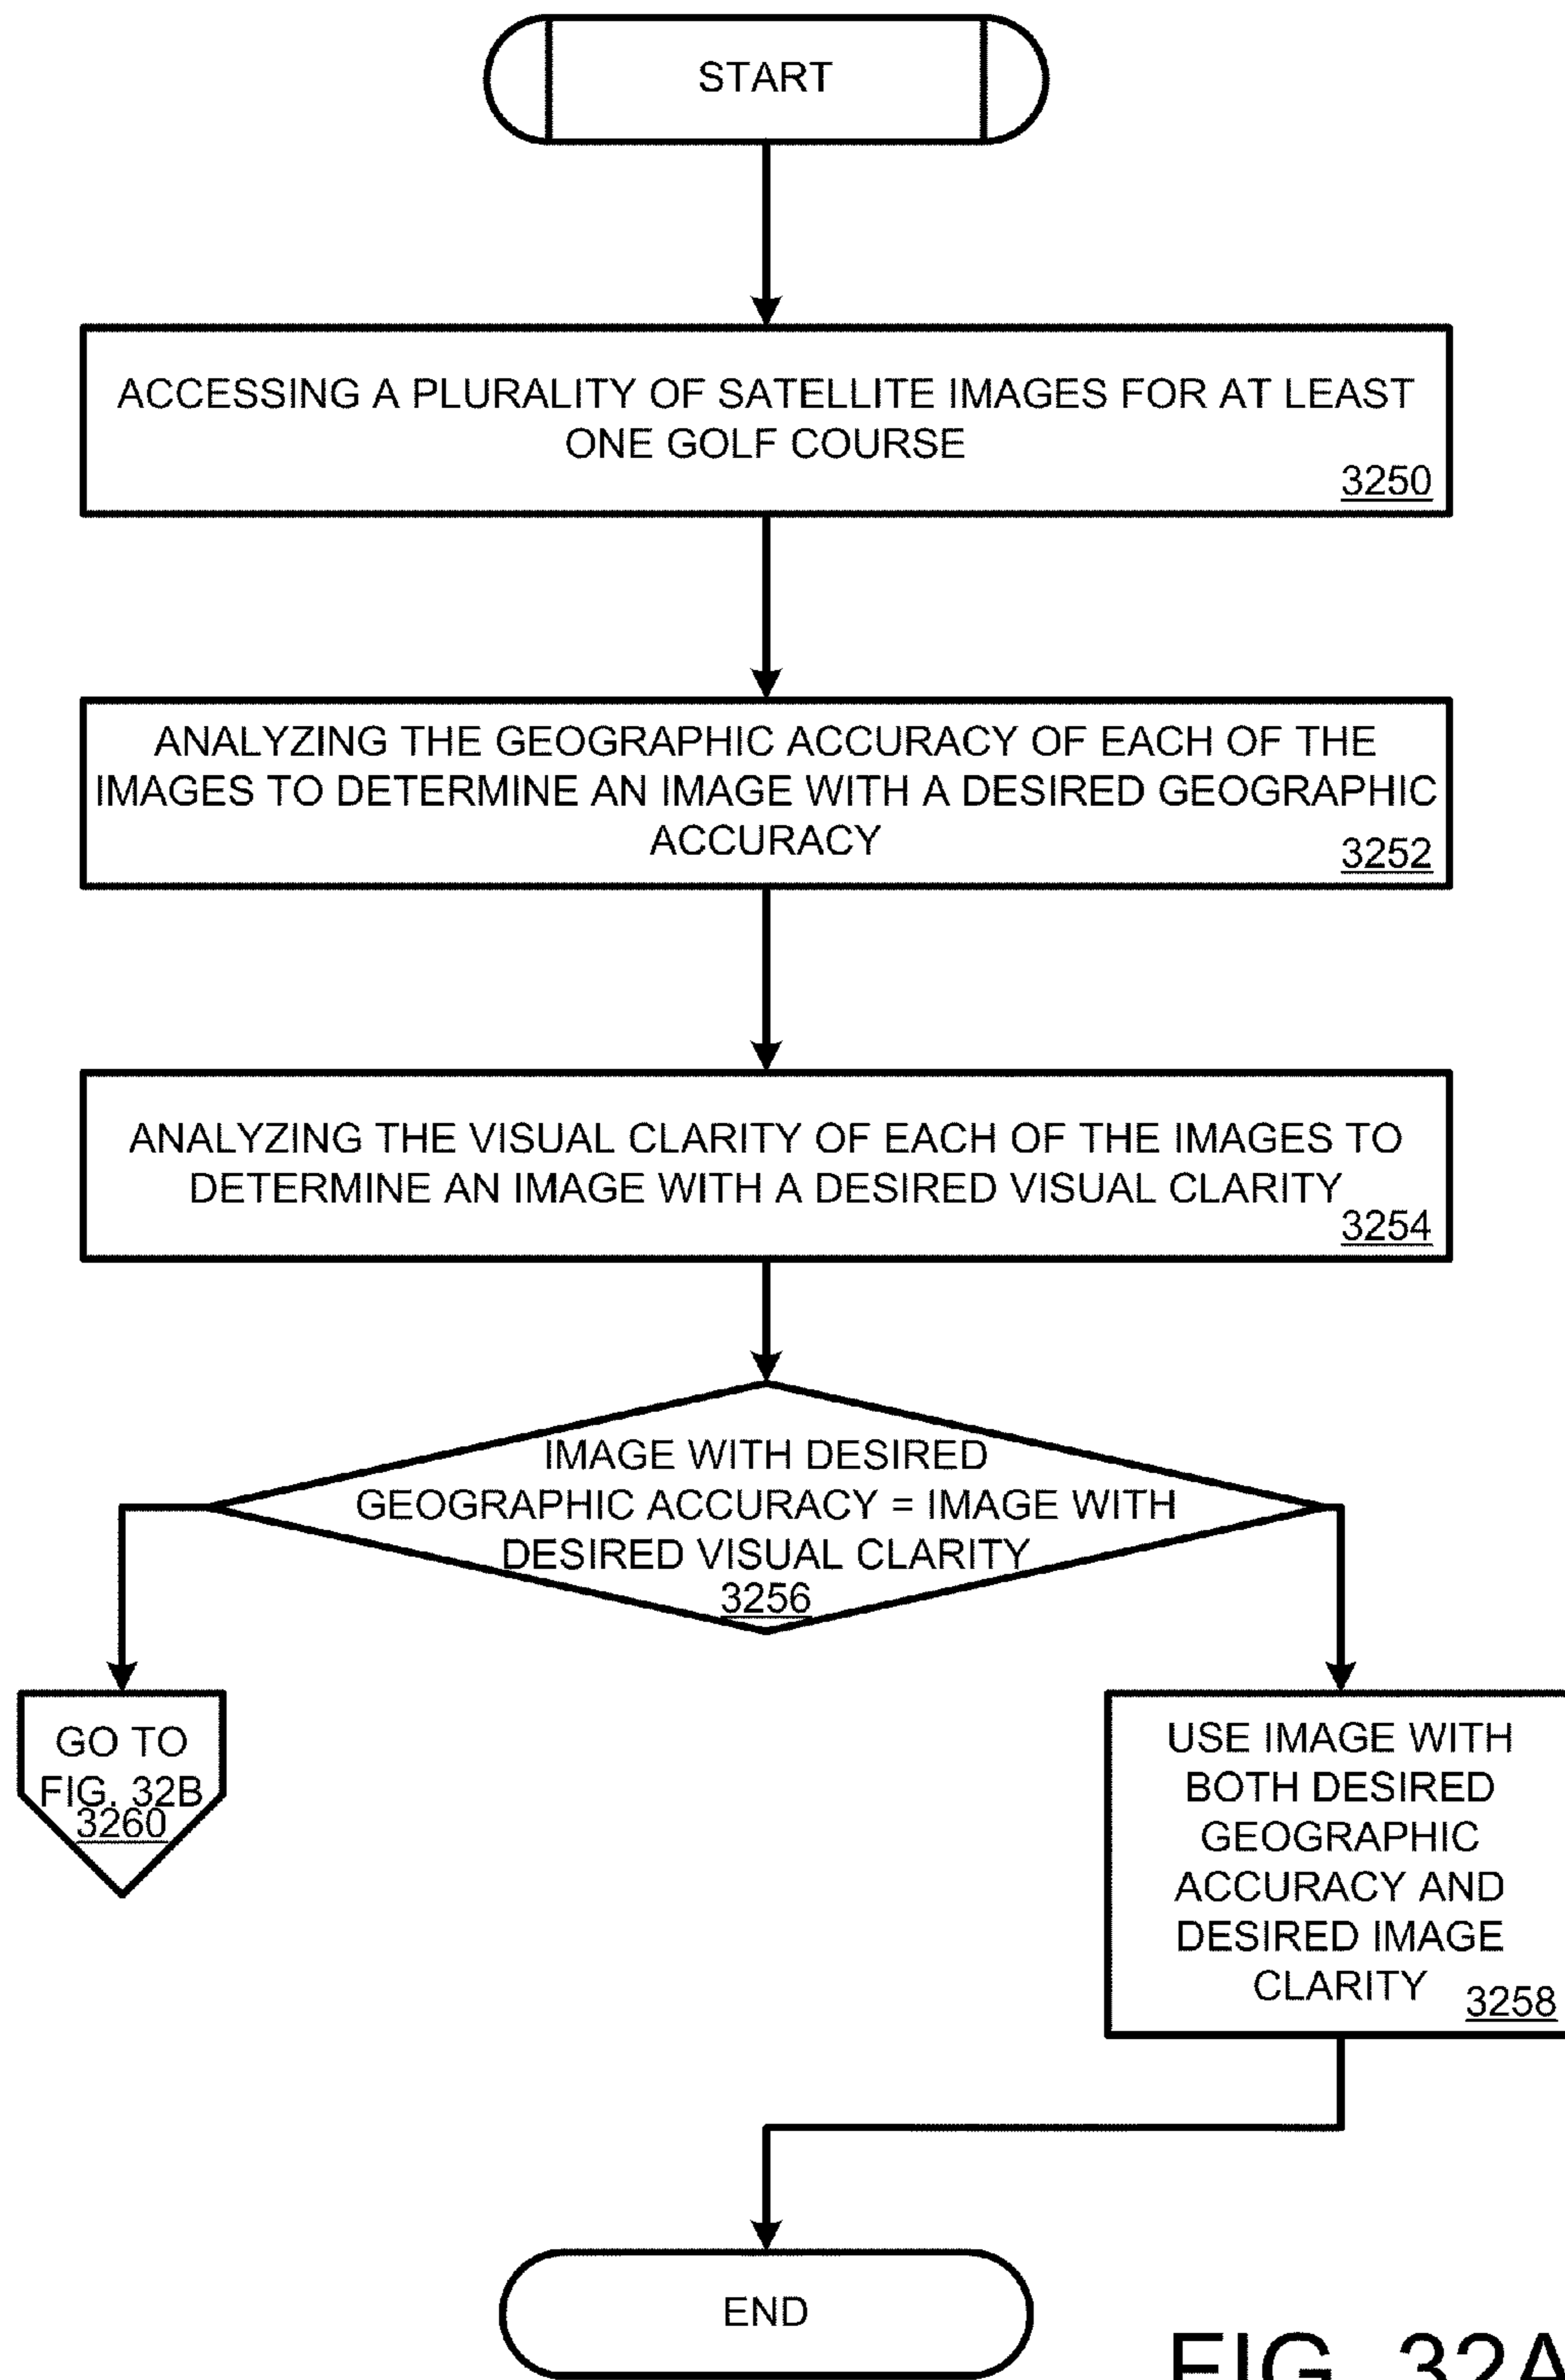 START
ACCESSING A PLURALITY OF SATELLITE IMAGES FOR AT LEAST
ONE GOLF COURSE
3250
ANALYZING THE GEOGRAPHIC ACCURACY OF EACH OF THE
IMAGES TO DETERMINE AN IMAGE WITH A DESIRED GEOGRAPHIC
ACCURACY
3252
ANALYZING THE VISUAL CLARITY OF EACH OF THE IMAGES TO
DETERMINE AN IMAGE WITH A DESIRED VISUAL CLARITY
3254
IMAGE WITH DESIRED
GEOGRAPHIC ACCURACY = IMAGE WITH
DESIRED VISUAL CLARITY
3256
GO TO
FIG. 32B
3260
USE IMAGE WITH
BOTH DESIRED
GEOGRAPHIC
ACCURACY AND
DESIRED IMAGE
CLARITY
3258
END
FIG. 32A